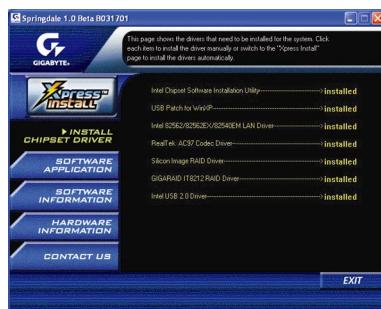 Springdale 1.0 Beta B031701
This page shows the drivers that need to be installed for the system. Click
each item to install the driver manually or switch to the "Xpress Install"
page to install the drivers automatically.
GIGABYTE
Xpress™
INSTALL
INSTALL
CHIPSET DRIVER
SOFTWARE
APPLICATION
SOFTWARE
INFORMATION
HARDWARE
INFORMATION
CONTACT US
Intel Chipset Software Installation Utility------------------>installed
USB Patch for WinXP------------------>installed
Intel 82562/82562EX/82540EM LAN Driver------------------>installed
RealTek AC97 Codec Driver------------------>installed
Silicon Image RAID Driver------------------>installed
GIGARAID IT8212 RAID Driver------------------>installed
Intel USB 2.0 Driver------------------>installed
EXIT